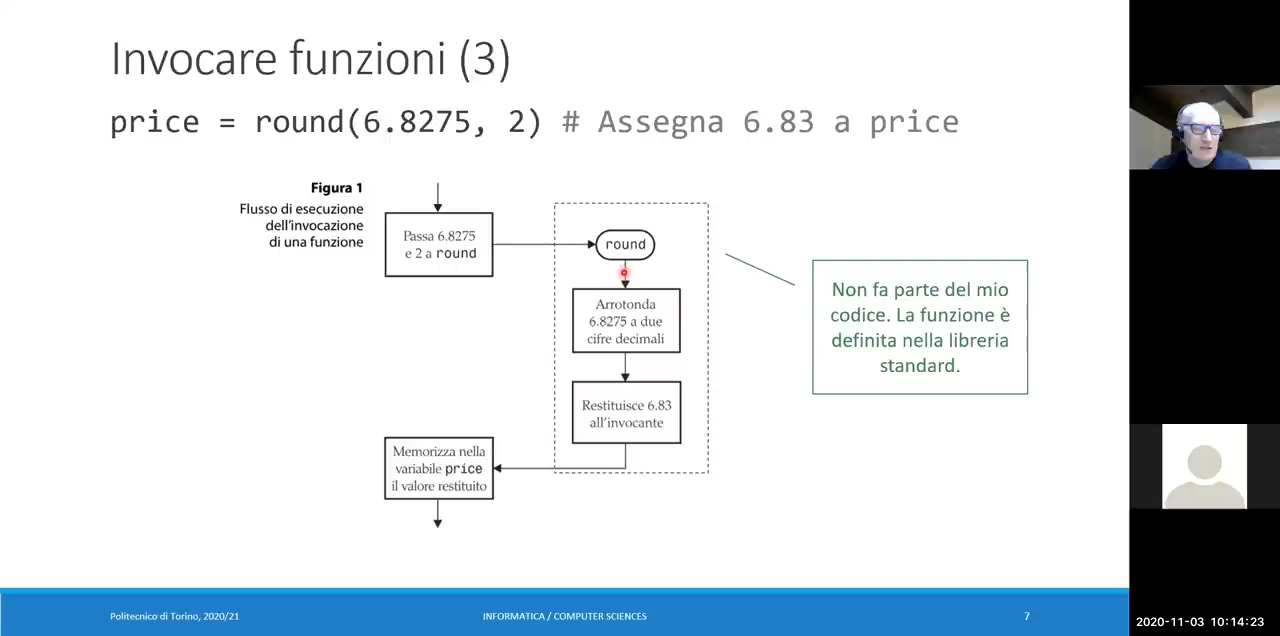 Invocare funzioni (3)
price = round(6.8275, 2) # Assegna 6.83 a price
Figura 1
Flusso di esecuzione
dell'invocazione
di una funzione
Passa 6.8275
e 2 a round
round
Arrotonda
6.8275 a due
cifre decimali
Restituisce 6.83
all'invocante
Memorizza nella
variabile price
il valore restituito
Non fa parte del mio
codice. La funzione è
definita nella libreria
standard.
Politecnico di Torino, 2020/21
INFORMATICA / COMPUTER SCIENCES
7
2020-11-03 10:14:23